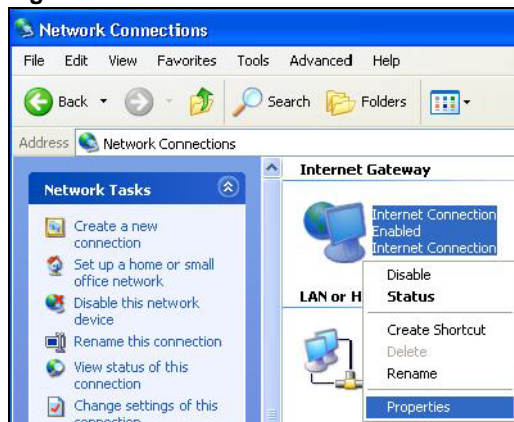 Network Connections
File Edit View Favorites Tools Advanced Help
Back Search Folders
Address Network Connections
Network Tasks
Create a new
connection
Set up a home or small
office network
Disable this network
device
Rename this connection
View status of this
connection
Change settings of this
connection
Internet Gateway
Internet Connection
Enabled
Internet Connection
LAN or H
Disable
Status
Create Shortcut
Delete
Rename
Properties